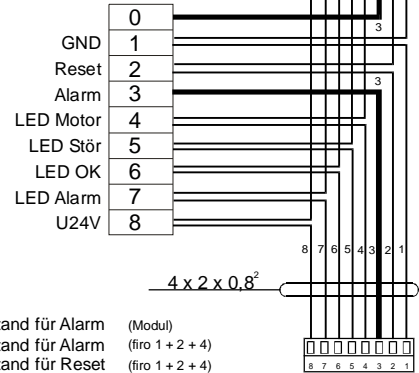 0
3
GND 1
Reset 2
3
Alarm 3
LED Motor 4
LED Stör 5
LED OK 6
LED Alarm 7
U24V 8
8 7 6 5 4 3 2 1
4 x 2 x 0,8²
für Alarm (Modul)
für Alarm (firo 1 + 2 + 4)
für Reset (firo 1 + 2 + 4)
8 7 6 5 4 3 2 1